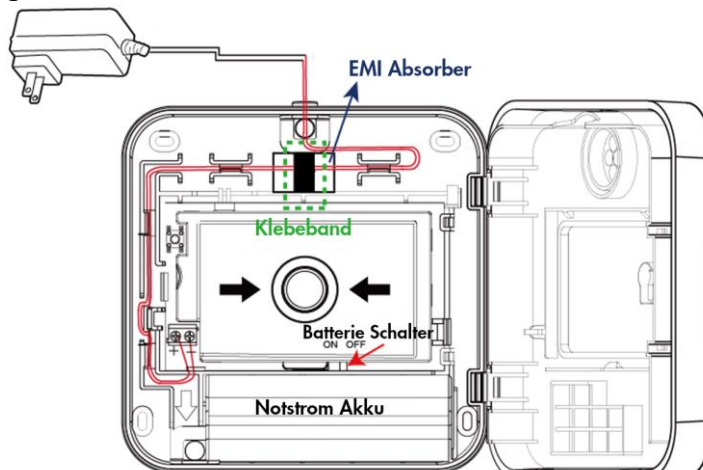 EMI Absorber
Klebeband
Batterie Schalter
ON OFF
+ -
Notstrom Akku